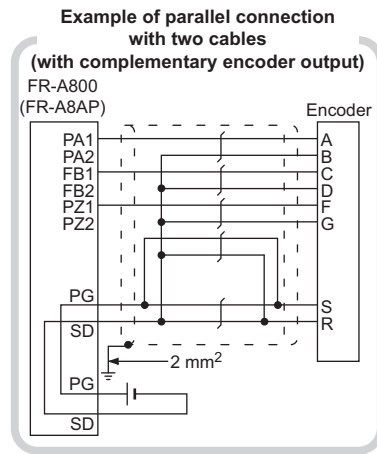 Example of parallel connection
with two cables
(with complementary encoder output)
FR-A800
(FR-A8AP)
Encoder
PA1
PA2
FB1
FB2
PZ1
PZ2
PG
SD
PG
SD
A
B
C
D
F
G
S
R
2 mm²